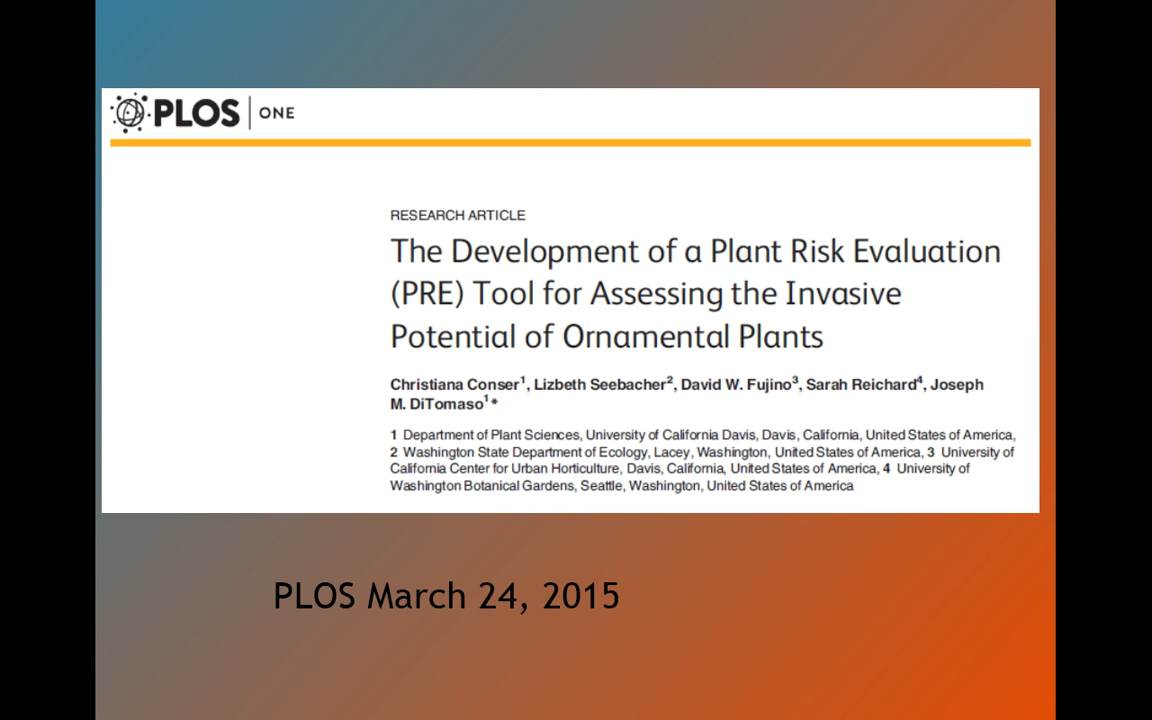 PLOS | ONE
RESEARCH ARTICLE
The Development of a Plant Risk Evaluation
(PRE) Tool for Assessing the Invasive
Potential of Ornamental Plants
Christiana Conser1, Lizbeth Seebacher2, David W. Fujino3, Sarah Reichard4, Joseph
M. DiTomaso1*
1 Department of Plant Sciences, University of California Davis, Davis, California, United States of America,
2 Washington State Department of Ecology, Lacey, Washington, United States of America, 3 University of
California Center for Urban Horticulture, Davis, California, United States of America, 4 University of
Washington Botanical Gardens, Seattle, Washington, United States of America
PLOS March 24, 2015